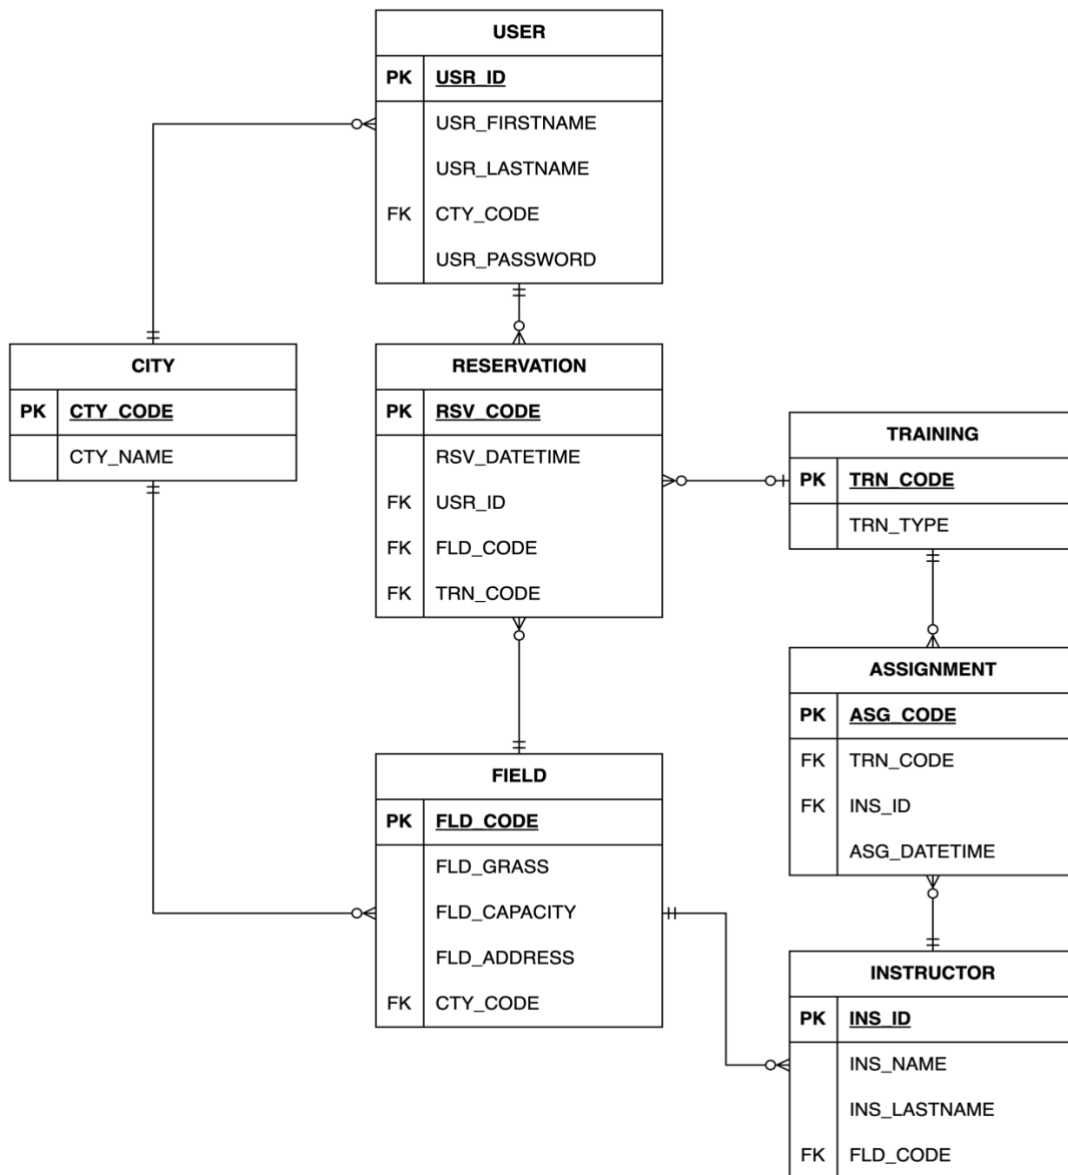 USER
PK USR_ID
USR_FIRSTNAME
USR_LASTNAME
FK CTY_CODE
USR_PASSWORD
CITY
PK CTY_CODE
CTY_NAME
RESERVATION
PK RSV_CODE
RSV_DATETIME
FK USR_ID
FK FLD_CODE
FK TRN_CODE
TRAINING
PK TRN_CODE
TRN_TYPE
ASSIGNMENT
PK ASG_CODE
FK TRN_CODE
FK INS_ID
ASG_DATETIME
FIELD
PK FLD_CODE
FLD_GRASS
FLD_CAPACITY
FLD_ADDRESS
FK CTY_CODE
INSTRUCTOR
PK INS_ID
INS_NAME
INS_LASTNAME
FK FLD_CODE